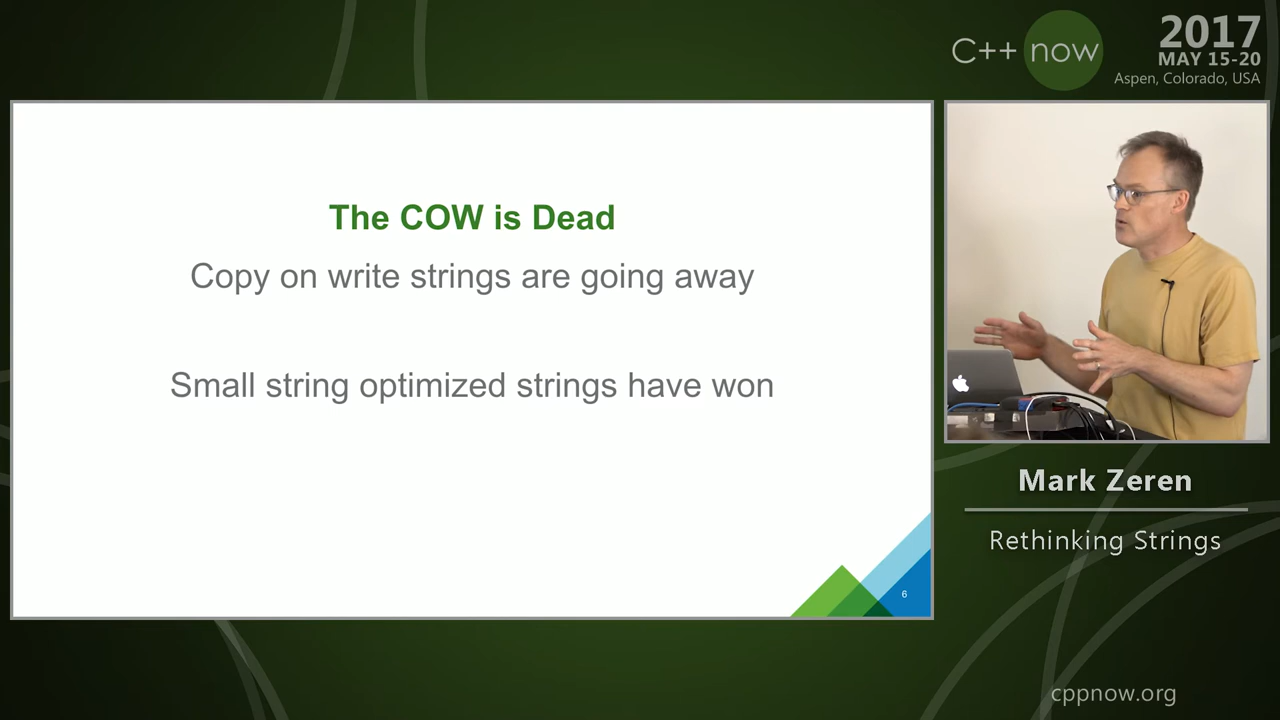 C++ now
2017
MAY 15-20
Aspen, Colorado, USA
The COW is Dead
Copy on write strings are going away
Small string optimized strings have won
6
Mark Zeren
Rethinking Strings
cppnow.org